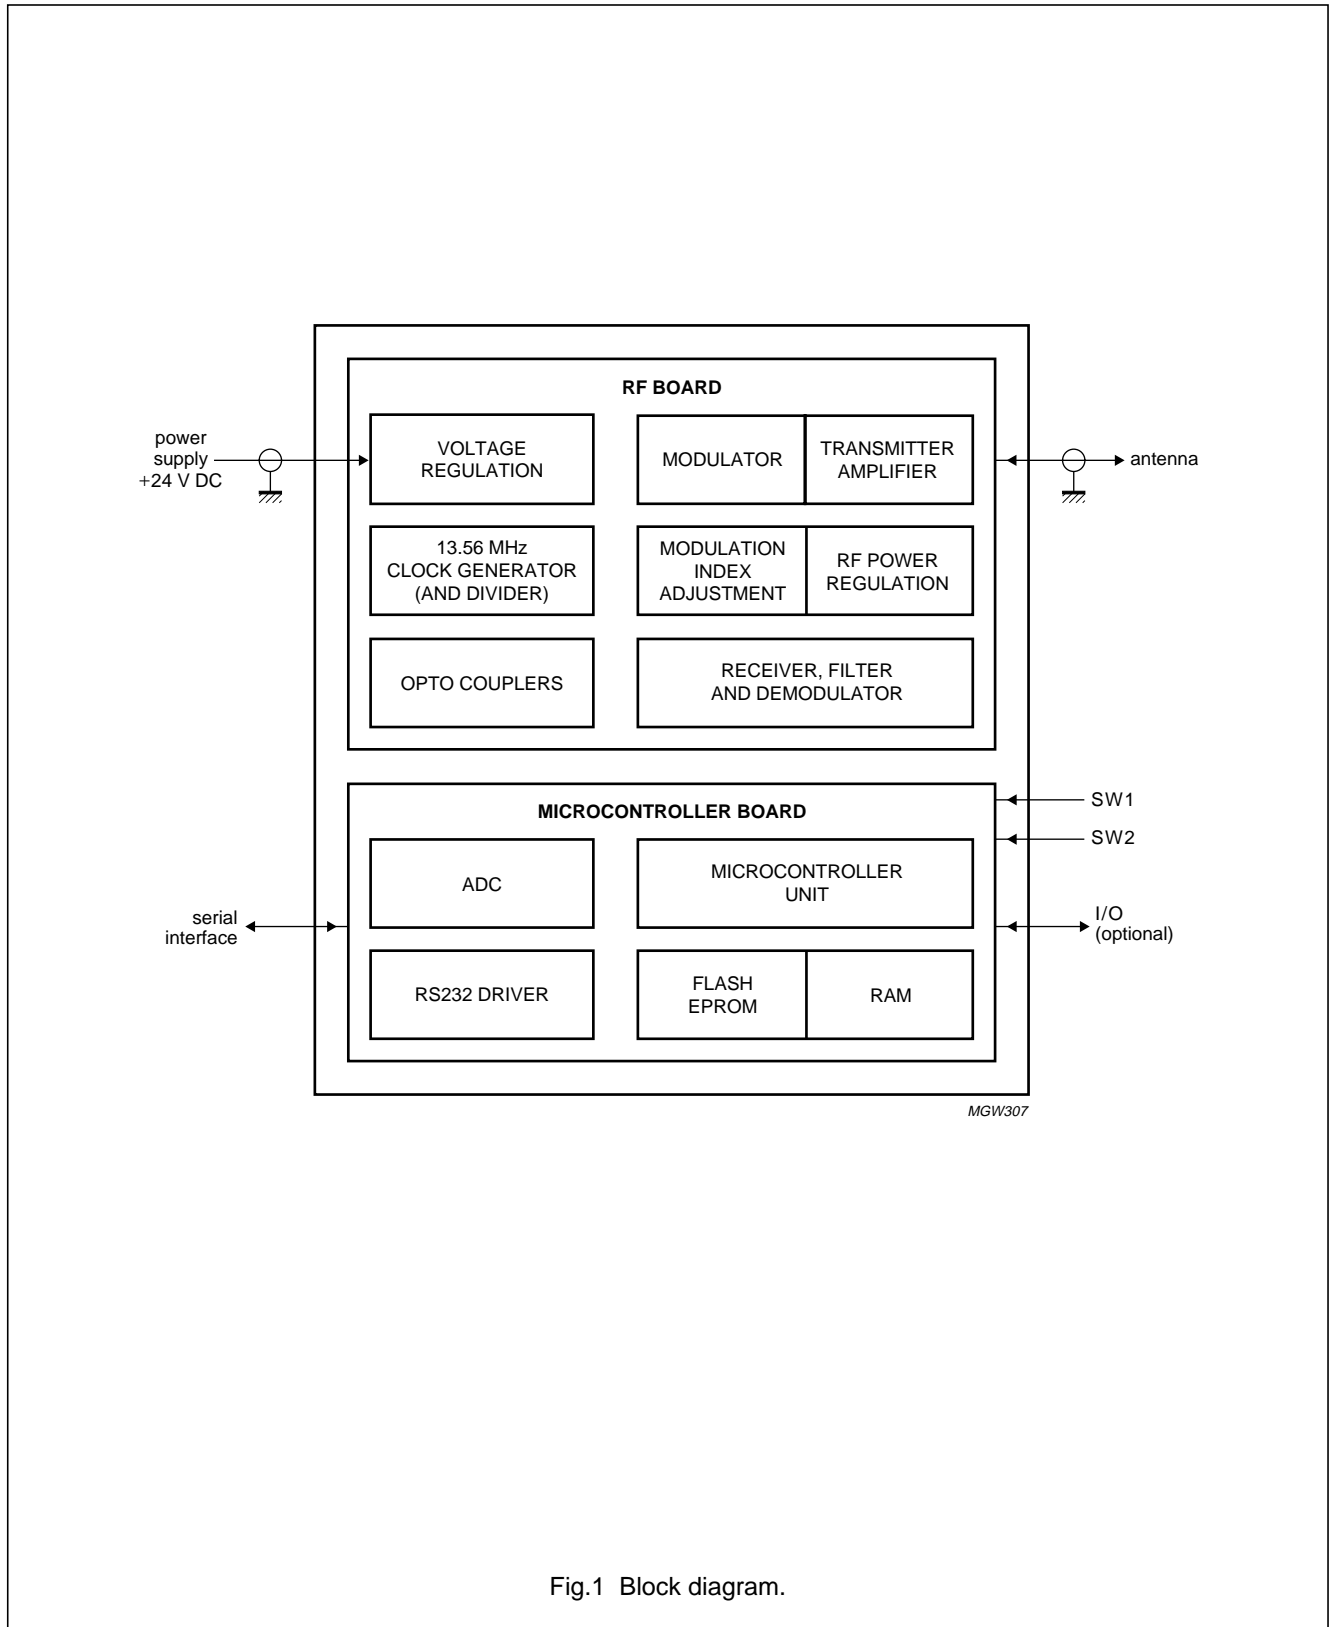 RF BOARD
power
supply
+24 V DC
VOLTAGE
REGULATION
MODULATOR
TRANSMITTER
AMPLIFIER
antenna
13.56 MHz
CLOCK GENERATOR
(AND DIVIDER)
MODULATION
INDEX
ADJUSTMENT
RF POWER
REGULATION
OPTO COUPLERS
RECEIVER, FILTER
AND DEMODULATOR
MICROCONTROLLER BOARD
SW1
SW2
ADC
MICROCONTROLLER
UNIT
serial
interface
I/O
(optional)
RS232 DRIVER
FLASH
EPROM
RAM
MGW307
Fig.1 Block diagram.